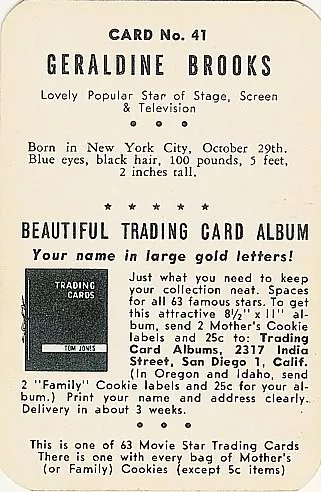 CARD No. 41
GERALDINE BROOKS
Lovely Popular Star of Stage, Screen
& Television
Born in New York City, October 29th.
Blue eyes, black hair, 100 pounds, 5 feet,
2 inches tall.
BEAUTIFUL TRADING CARD ALBUM
Your name in large gold letters!
TRADING
CARDS
TOM JONES
Just what you need to keep
your collection neat. Spaces
for all 63 famous stars. To get
this attractive 8½" x 11" al-
bum, send 2 Mother's Cookie
labels and 25c to: Trading
Card Albums, 2317 India
Street, San Diego 1, Calif.
(In Oregon and Idaho, send
2 "Family" Cookie labels and 25c for your al-
bum.) Print your name and address clearly.
Delivery in about 3 weeks.
This is one of 63 Movie Star Trading Cards
There is one with every bag of Mother's
(or Family) Cookies (except 5c items)